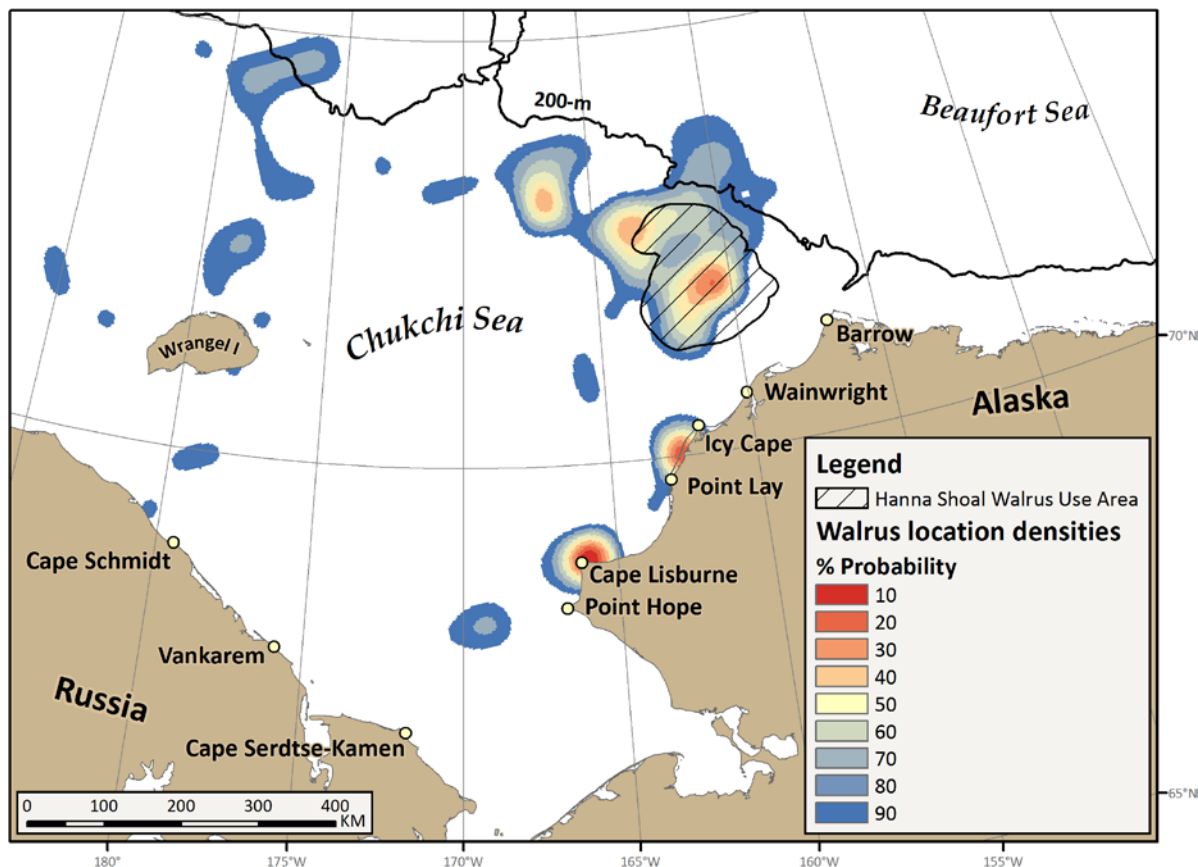 Beaufort Sea
200-m
Chukchi Sea
Wrangel I
Barrow
70°N
Wainwright
Alaska
Icy Cape
Point Lay
Cape Schmidt
Cape Lisburne
Point Hope
Vankarem
Russia
Cape Serdtse-Kamen
Legend
Hanna Shoal Walrus Use Area
Walrus location densities
% Probability
10
20
30
40
50
60
70
80
90
65°N
0 100 200 300 400
KM
180° 175°W 170°W 165°W 160°W 155°W